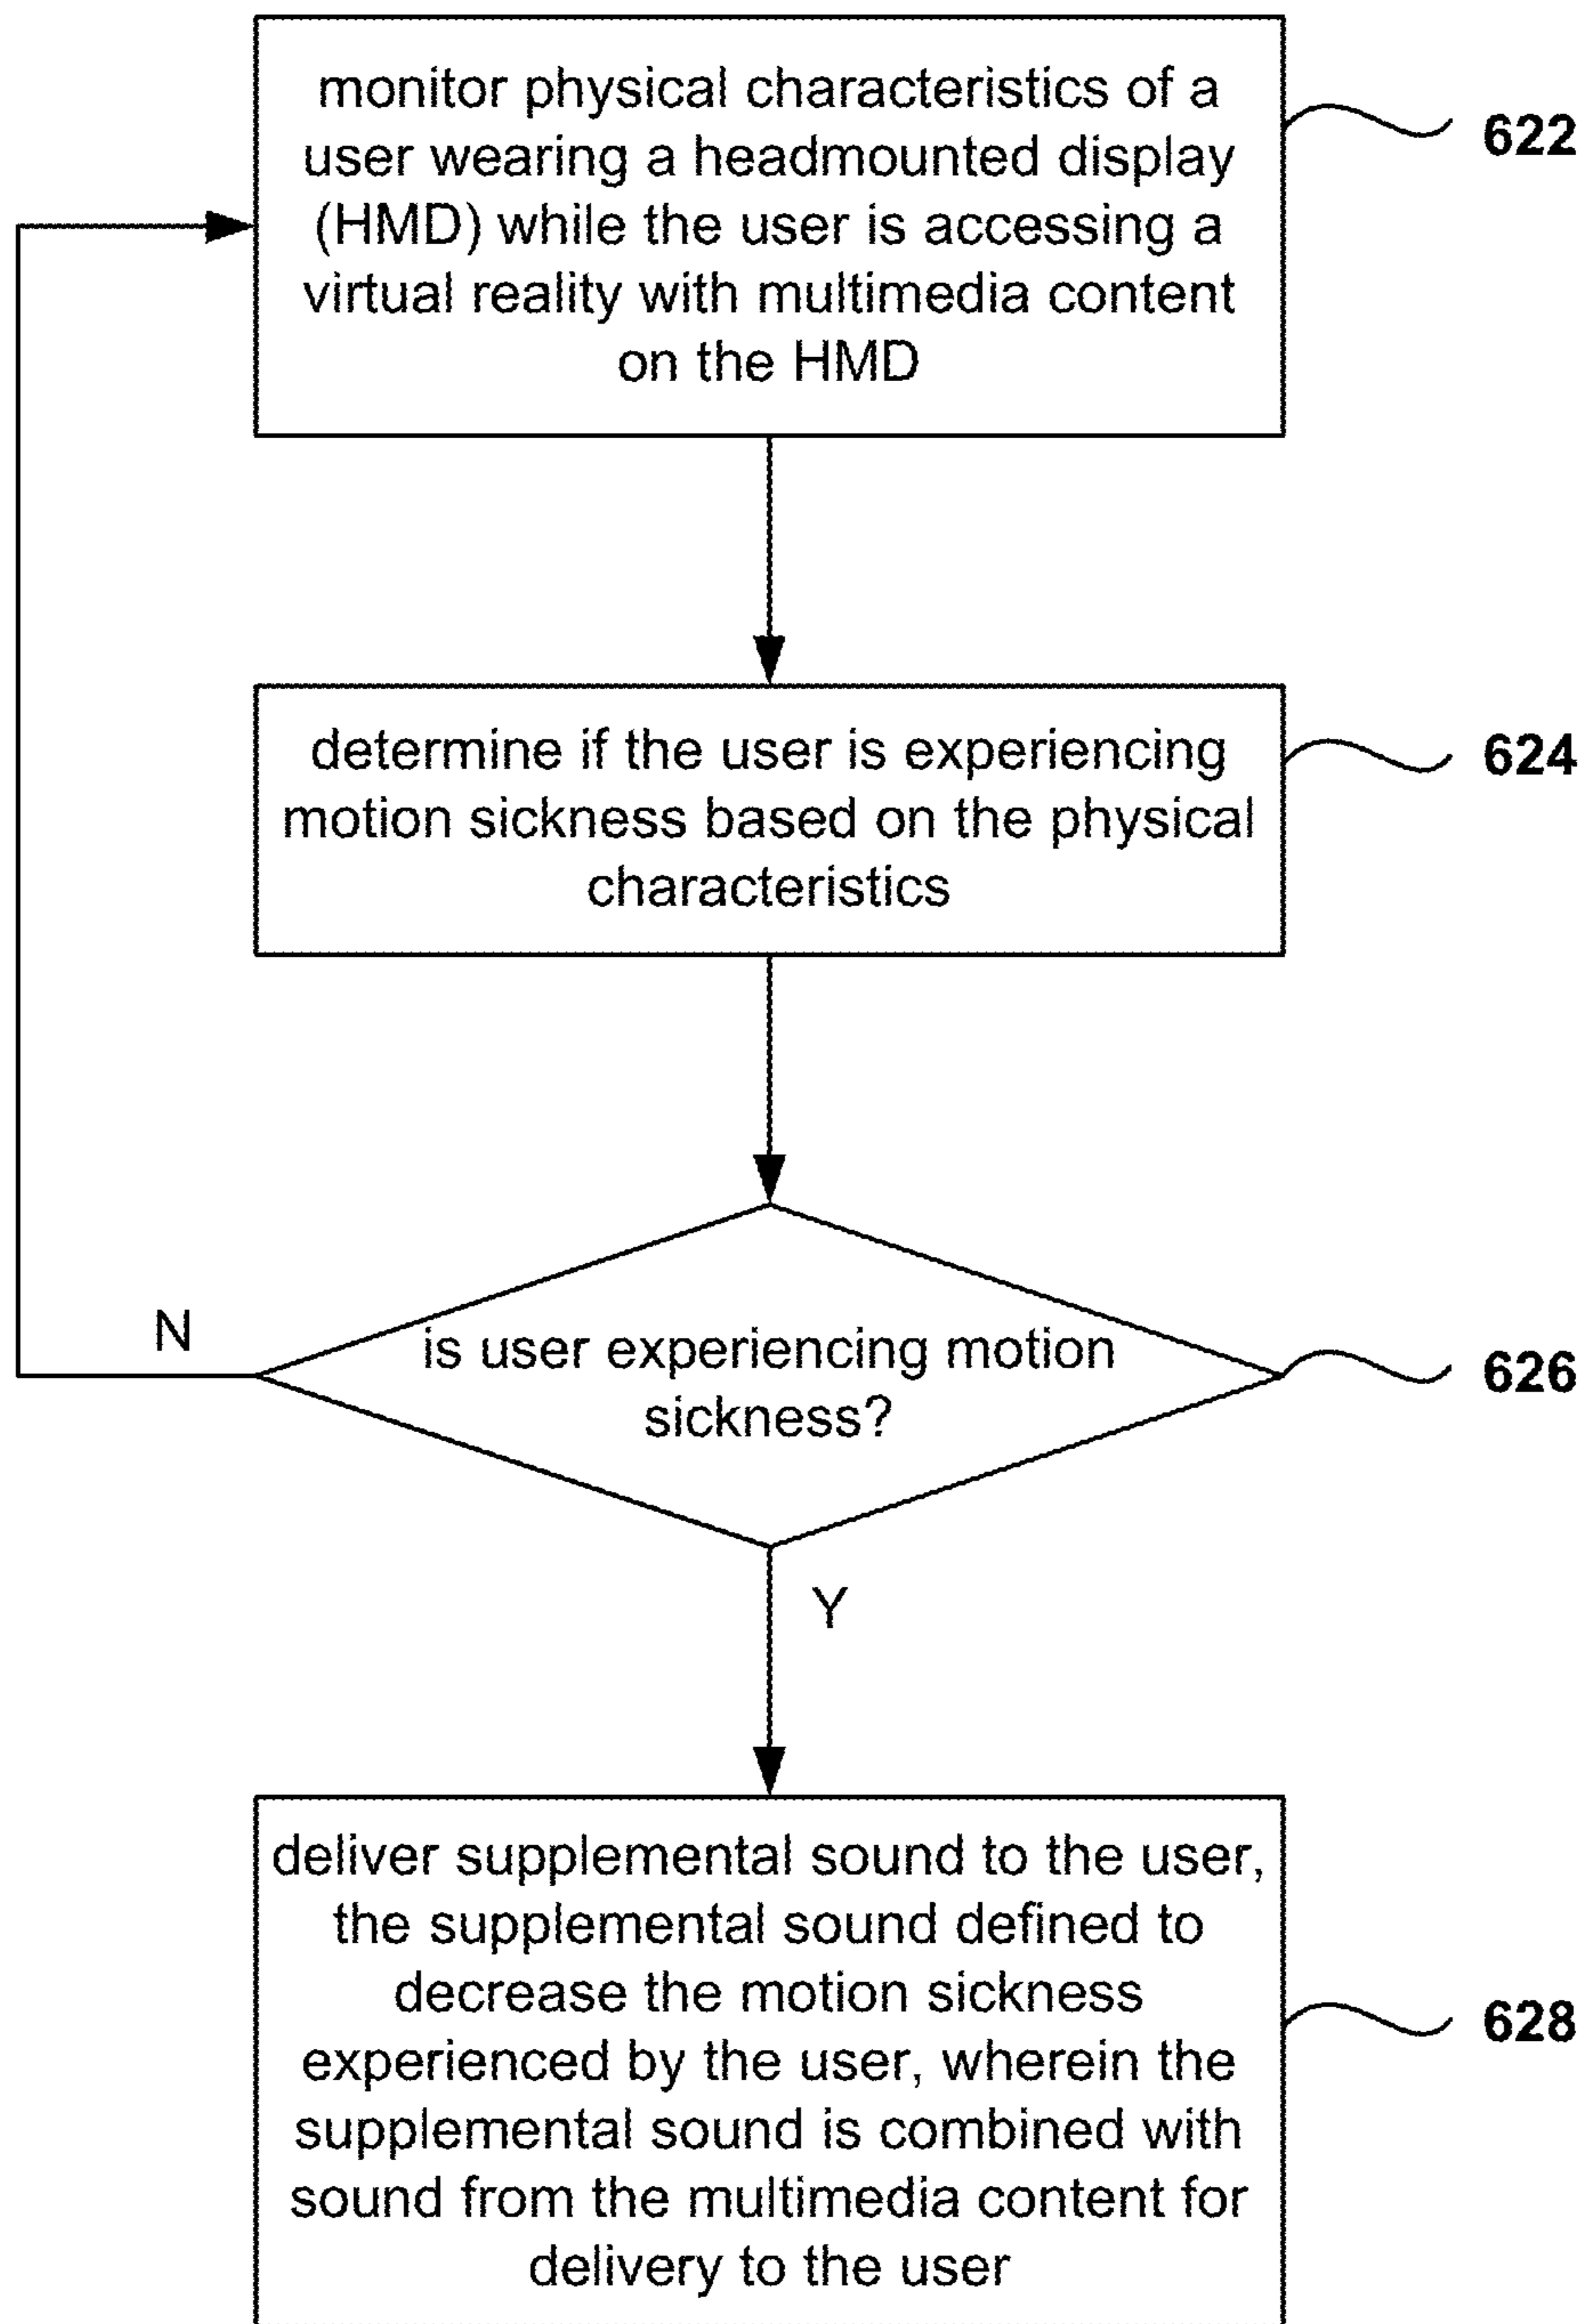 monitor physical characteristics of a
user wearing a headmounted display
(HMD) while the user is accessing a
virtual reality with multimedia content
on the HMD
622
determine if the user is experiencing
motion sickness based on the physical
characteristics
624
N
is user experiencing motion
sickness?
626
Y
deliver supplemental sound to the user,
the supplemental sound defined to
decrease the motion sickness
experienced by the user, wherein the
supplemental sound is combined with
sound from the multimedia content for
delivery to the user
628